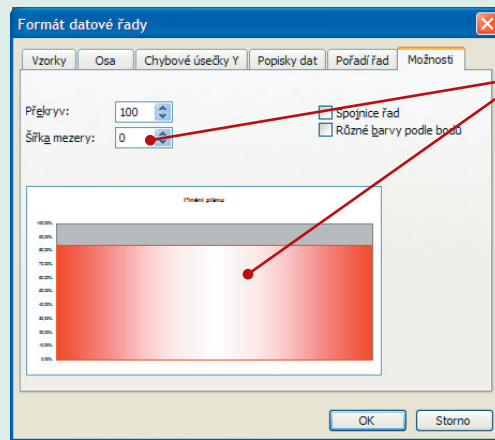 Formát datové řady
Vzorky Osa Chybové úsečky Y Popisky dat Pořadí řad Možnosti
Překryv: 100
Spojnice řad
Šířka mezery: 0
Různé barvy podle bodů
Plnění plánu
100,00%
90,00%
80,00%
70,00%
60,00%
50,00%
40,00%
30,00%
20,00%
10,00%
0,00%
OK Storno